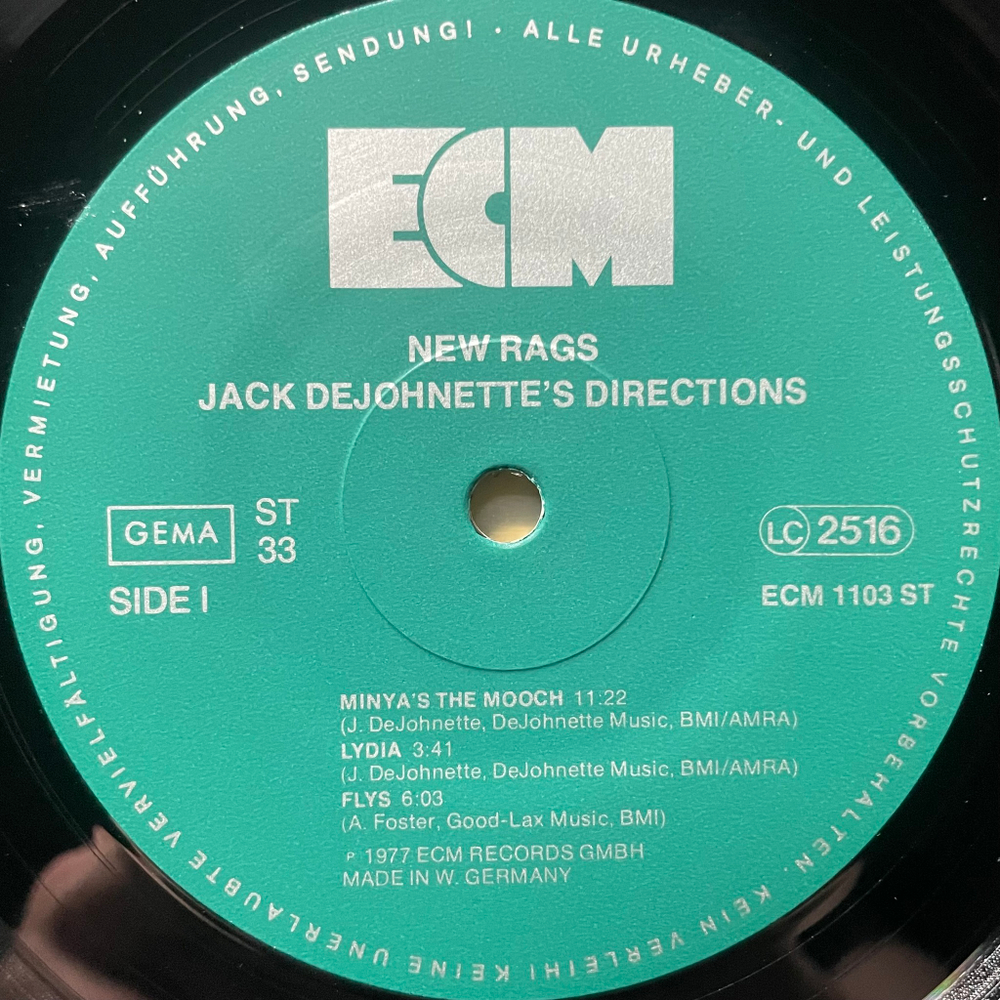 ALLE URHEBER- UND LEISTUNGSSCHUTZRECHTE VORBEHALTEN. KEIN VERLEIH! KEINE UNERLAUBTE VERVIELFÄLTIGUNG, VERMIETUNG, AUFFÜHRUNG, SENDUNG! ·
ECM
NEW RAGS
JACK DEJOHNETTE'S DIRECTIONS
GEMA
ST
33
SIDE I
LC 2516
ECM 1103 ST
MINYA'S THE MOOCH 11:22
(J. DeJohnette, DeJohnette Music, BMI/AMRA)
LYDIA 3:41
(J. DeJohnette, DeJohnette Music, BMI/AMRA)
FLYS 6:03
(A. Foster, Good-Lax Music, BMI)
℗ 1977 ECM RECORDS GMBH
MADE IN W. GERMANY